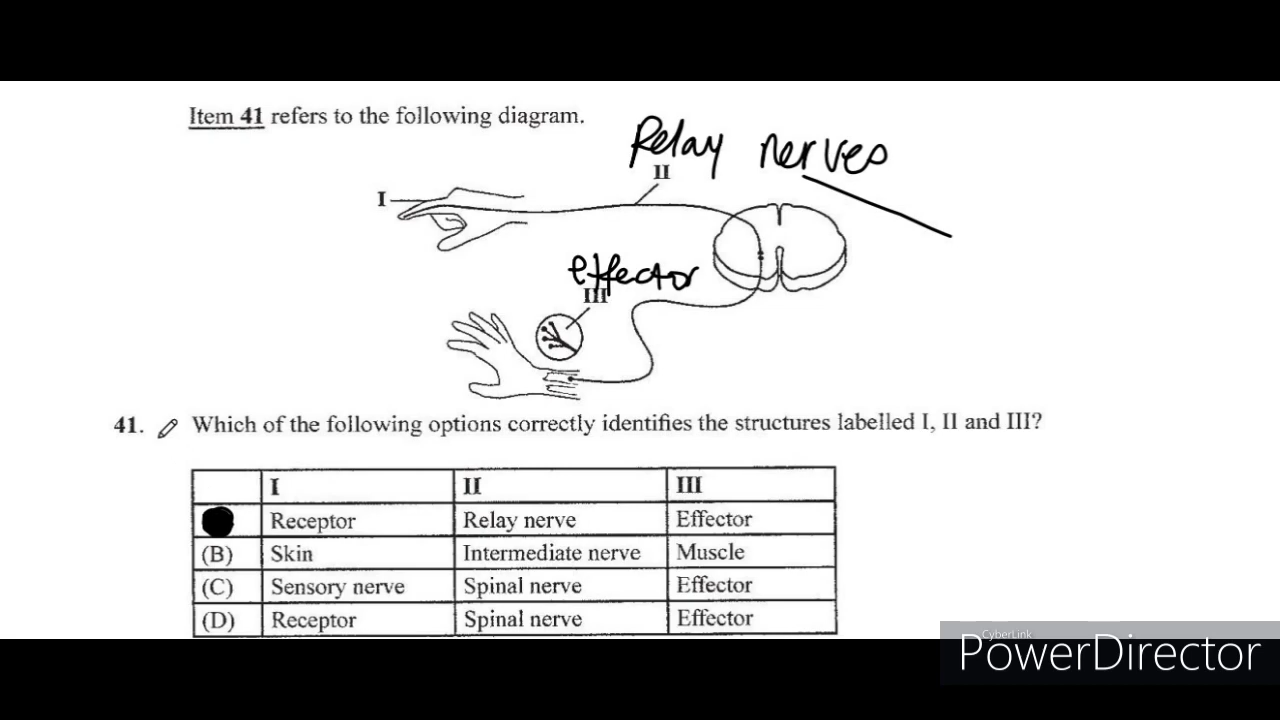 Item 41 refers to the following diagram.
Relay nerves
II
I
effector
III
41. Which of the following options correctly identifies the structures labelled I, II and III?
I II III
Receptor Relay nerve Effector
(B) Skin Intermediate nerve Muscle
(C) Sensory nerve Spinal nerve Effector
(D) Receptor Spinal nerve Effector
CyberLink
PowerDirector